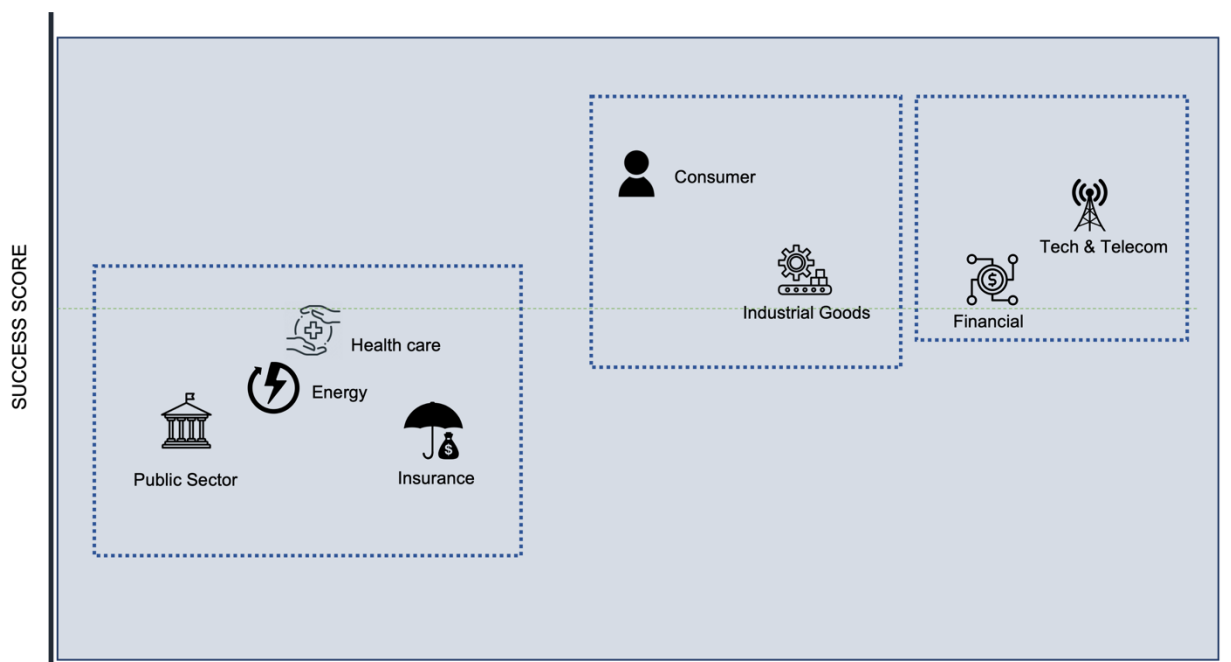 SUCCESS SCORE
Consumer
Tech & Telecom
Industrial Goods
Financial
Health care
Energy
Public Sector
Insurance
$
$